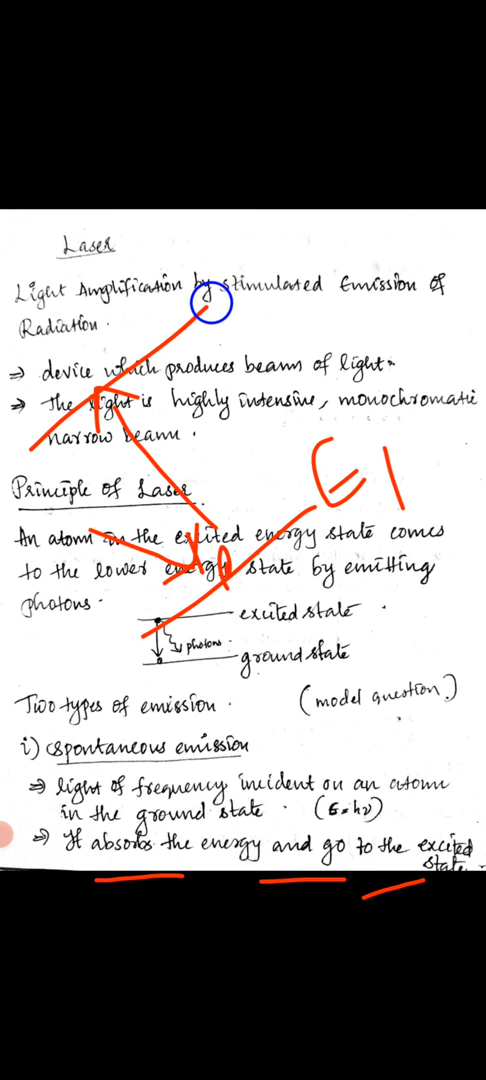 Laser
Light Amplification by stimulated Emission of
Radiation.
⇒ device which produces beam of light.
⇒ The light is highly intensive, monochromatic
narrow beam.
Principle of Laser
E1
An atom in the excited energy state comes
to the lower energy state by emitting
photons.
excited state
photons.
ground state
Two types of emission. (model question)
i) spontaneous emission
⇒ light of frequency incident on an atom
in the ground state. (E=hν)
⇒ It absorbs the energy and go to the excited
state.